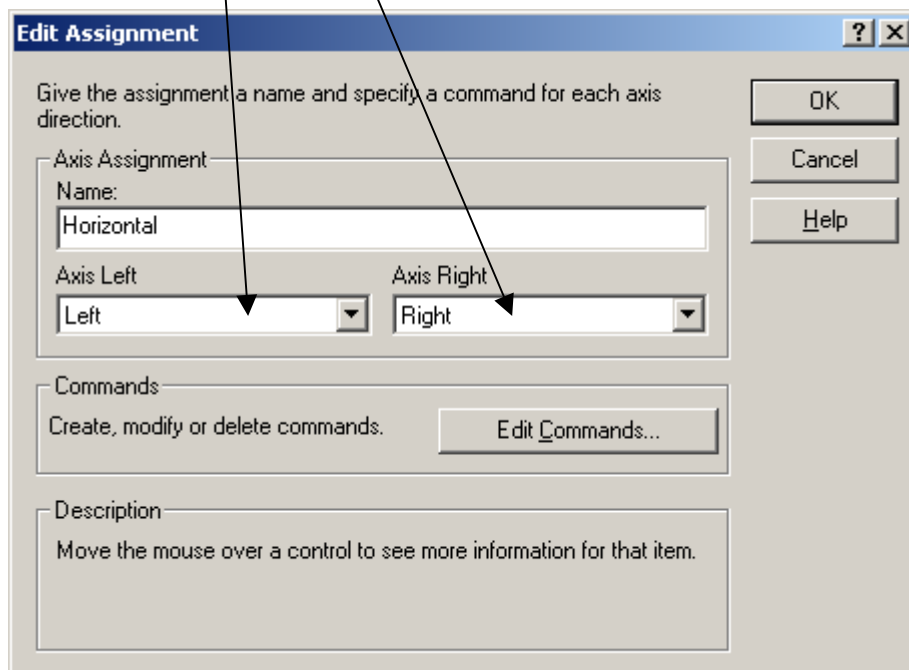 Edit Assignment
Give the assignment a name and specify a command for each axis
direction.
OK
Cancel
Help
Axis Assignment
Name:
Horizontal
Axis Left
Axis Right
Left
Right
Commands
Create, modify or delete commands.
Edit Commands...
Description
Move the mouse over a control to see more information for that item.